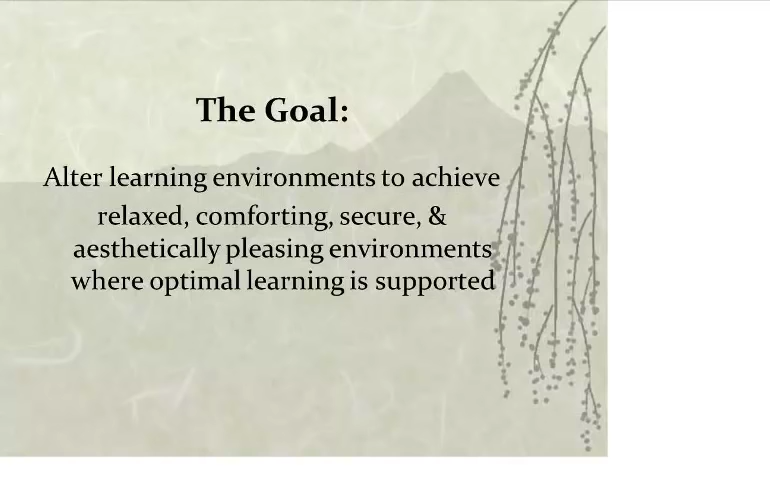 The Goal:
Alter learning environments to achieve
relaxed, comforting, secure, &
aesthetically pleasing environments
where optimal learning is supported